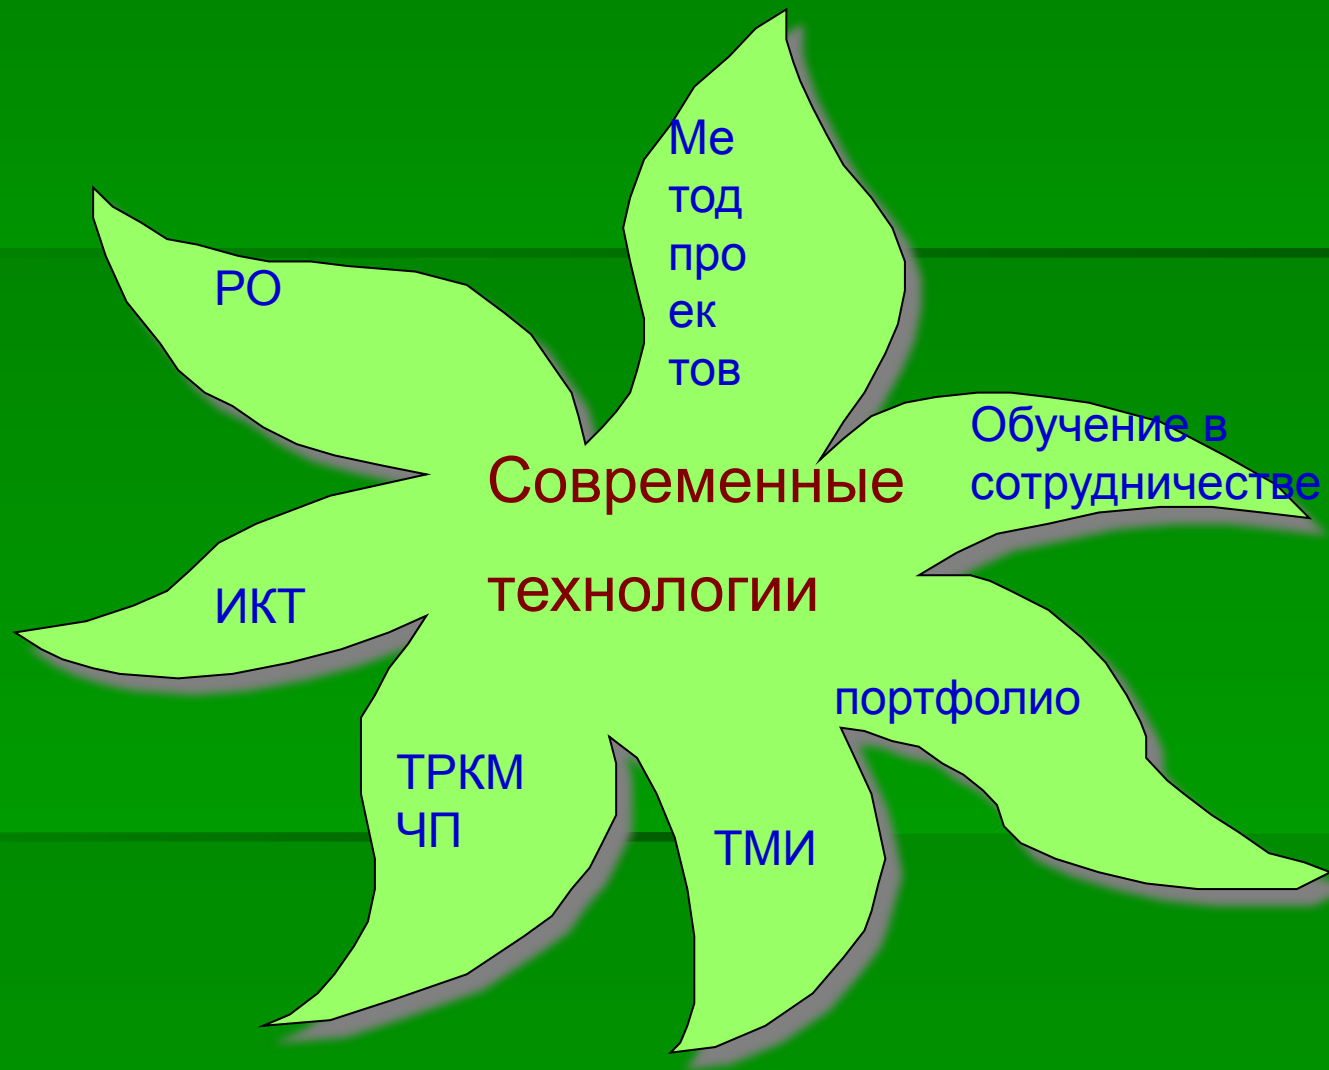 Ме
тод
про
ек
тов
РО
Обучение в
сотрудничестве
Современные
технологии
ИКТ
портфолио
ТРКМ
ЧП
ТМИ